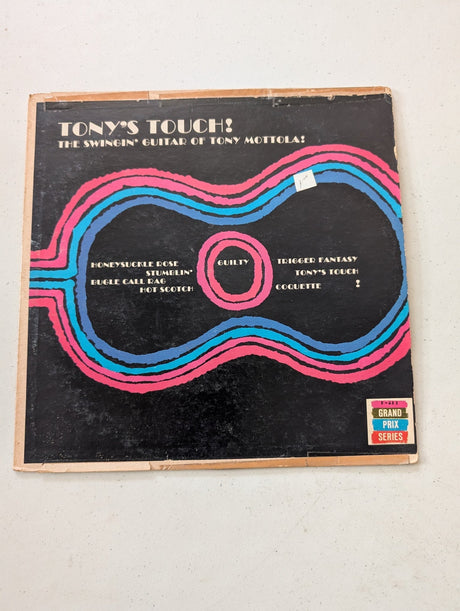 TONY'S TOUCH!
THE SWINGIN' GUITAR OF TONY MOTTOLA!
HONEYSUCKLE ROSE
STUMBLIN'
BUGLE CALL RAG
HOT SCOTCH
GUILTY
TRIGGER FANTASY
TONY'S TOUCH
COQUETTE
!
GRAND
PRIX
SERIES